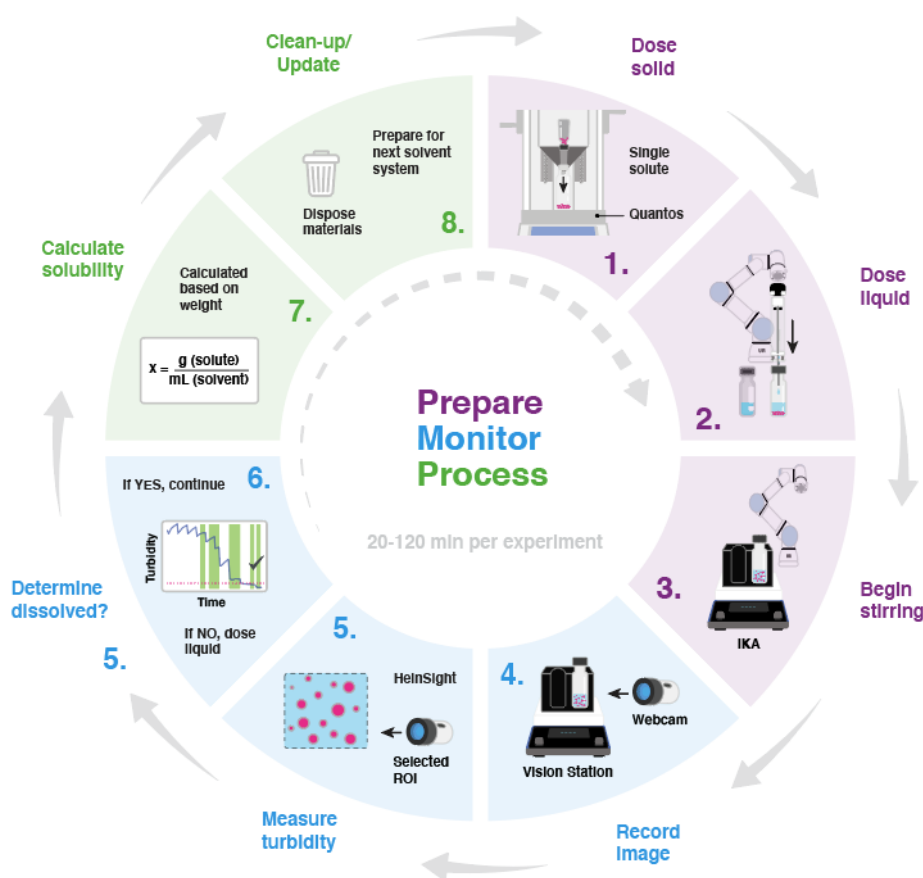 Clean-up/
Update
Dose
solid
Prepare for
next solvent
system
Dispose
materials
8.
Single
solute
Quantos
1.
Dose
liquid
2.
Calculate
solubility
Calculated
based on
weight
7.
x = g (solute)
mL (solvent)
Prepare
Monitor
Process
20-120 min per experiment
3.
IKA
Begin
stirring
Determine
dissolved?
5.
If YES, continue
6.
Turbidity
Time
If NO, dose
liquid
5.
HeinSight
Selected
ROI
Measure
turbidity
4.
Webcam
Vision Station
Record
image